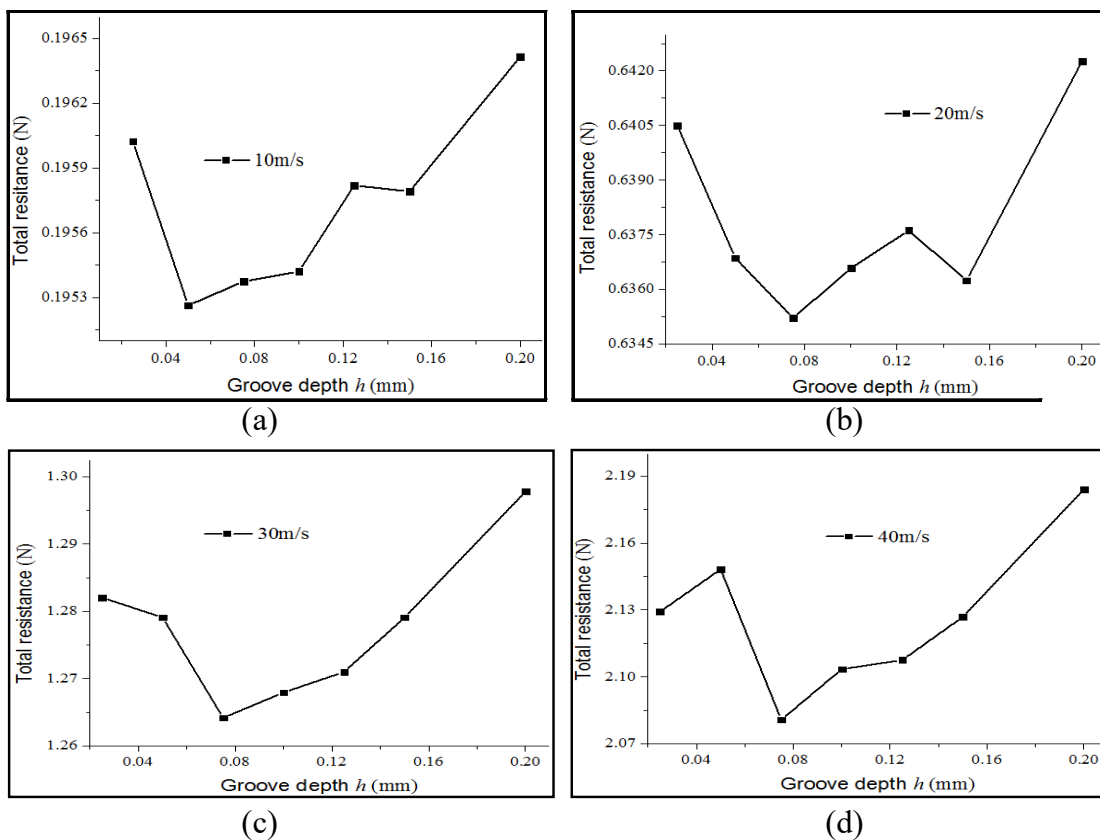 Total resitance (N)
0.1965
0.1962
0.1959
0.1956
0.1953
10m/s
0.04 0.08 0.12 0.16 0.20
Groove depth h (mm)
(a)
Total resistance (N)
0.6420
0.6405
0.6390
0.6375
0.6360
0.6345
20m/s
0.04 0.08 0.12 0.16 0.20
Groove depth h (mm)
(b)
Total resistance (N)
1.30
1.29
1.28
1.27
1.26
30m/s
0.04 0.08 0.12 0.16 0.20
Groove depth h (mm)
(c)
Total resistance (N)
2.19
2.16
2.13
2.10
2.07
40m/s
0.04 0.08 0.12 0.16 0.20
Groove depth h (mm)
(d)